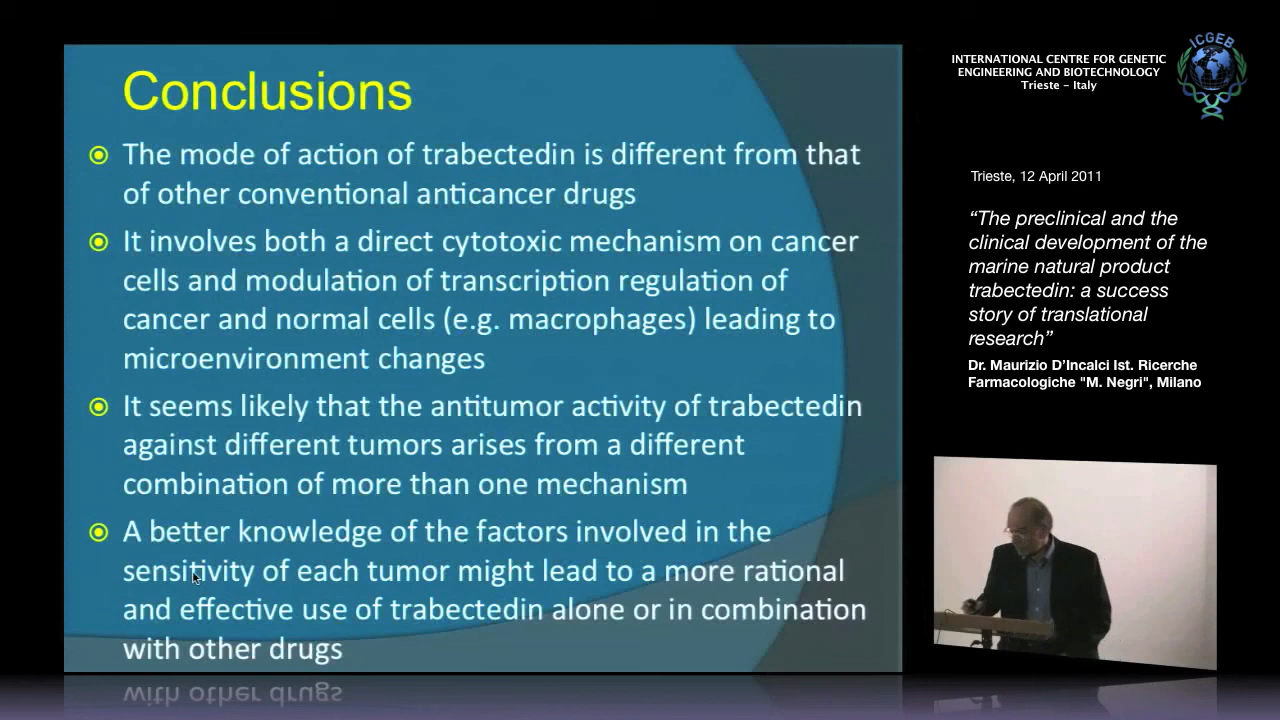 Conclusions
The mode of action of trabectedin is different from that
of other conventional anticancer drugs
It involves both a direct cytotoxic mechanism on cancer
cells and modulation of transcription regulation of
cancer and normal cells (e.g. macrophages) leading to
microenvironment changes
It seems likely that the antitumor activity of trabectedin
against different tumors arises from a different
combination of more than one mechanism
A better knowledge of the factors involved in the
sensitivity of each tumor might lead to a more rational
and effective use of trabectedin alone or in combination
with other drugs
with other drugs
INTERNATIONAL CENTRE FOR GENETIC
ENGINEERING AND BIOTECHNOLOGY
Trieste – Italy
ICGEB
Trieste, 12 April 2011
“The preclinical and the
clinical development of the
marine natural product
trabectedin: a success
story of translational
research”
Dr. Maurizio D’Incalci Ist. Ricerche
Farmacologiche "M. Negri", Milano